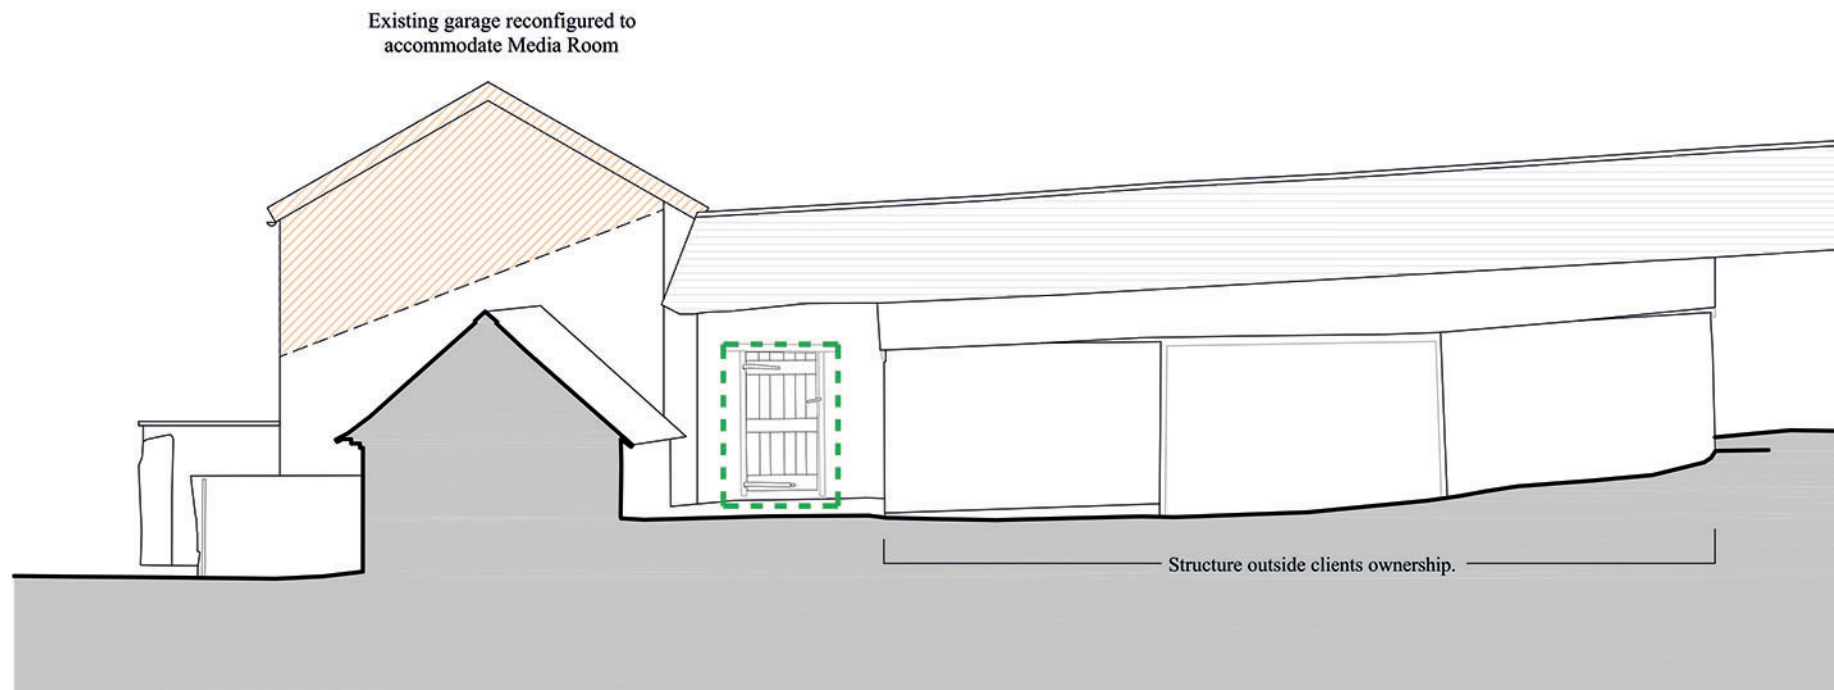 Existing garage reconfigured to
accommodate Media Room
Structure outside clients ownership.